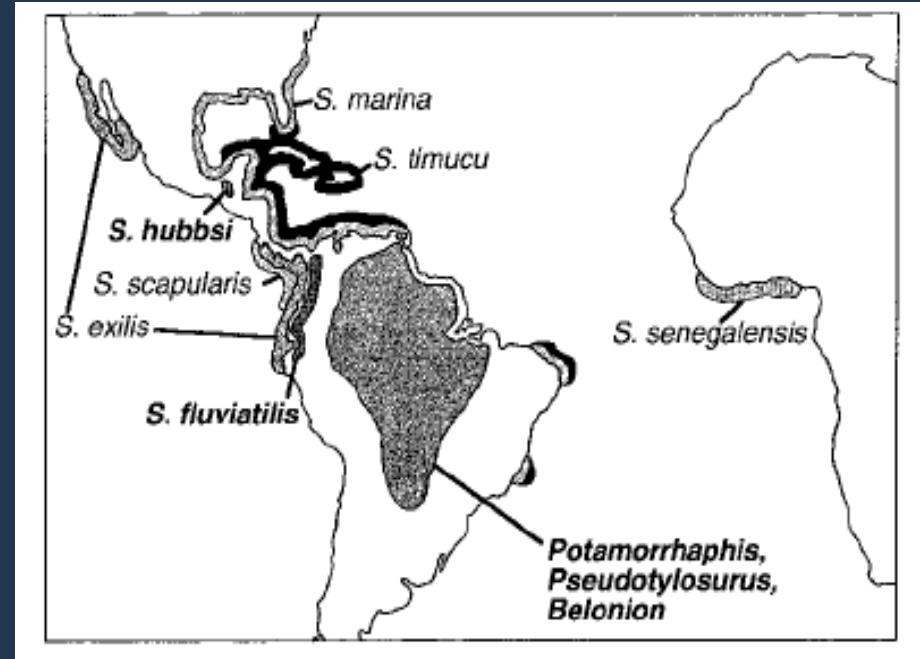 S. marina
S. timucu
S. hubbsi
S. scapularis
S. exilis
S. senegalensis
S. fluviatilis
Potamorrhaphis,
Pseudotylosurus,
Belonion